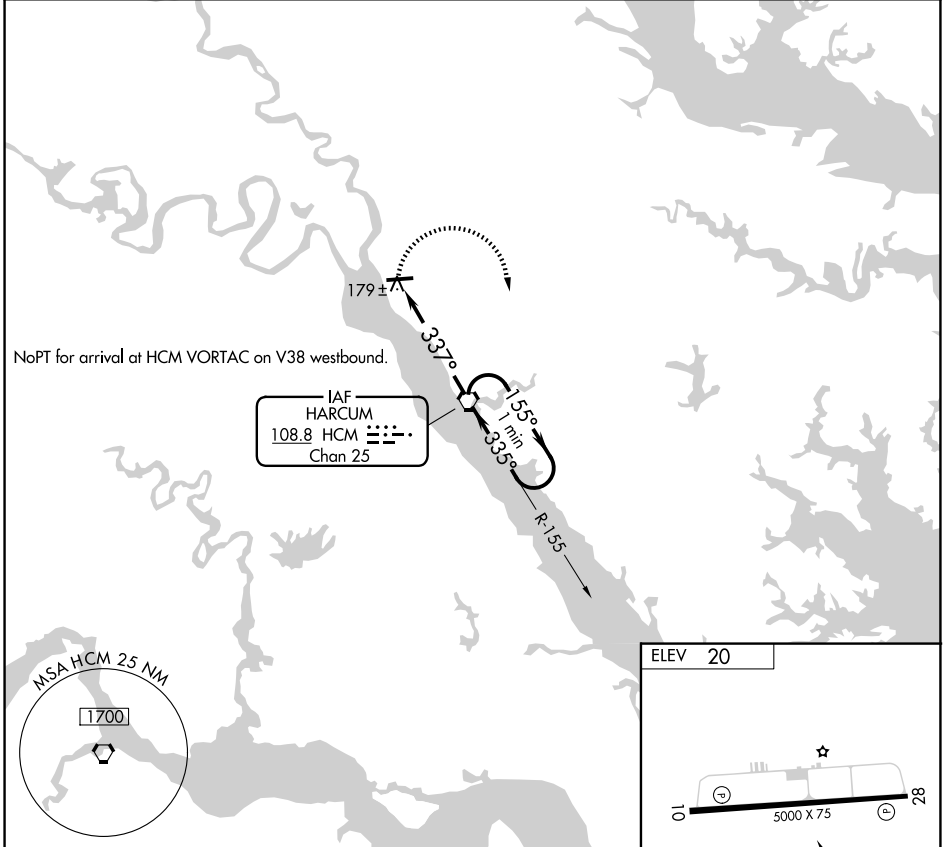 179 ±
337°
NoPT for arrival at HCM VORTAC on V38 westbound.
IAF
HARCUM
108.8 HCM
Chan 25
155°
1 min
335°
R-155
MSA HCM 25 NM
1700
ELEV 20
P
10
5000 X 75
P
28